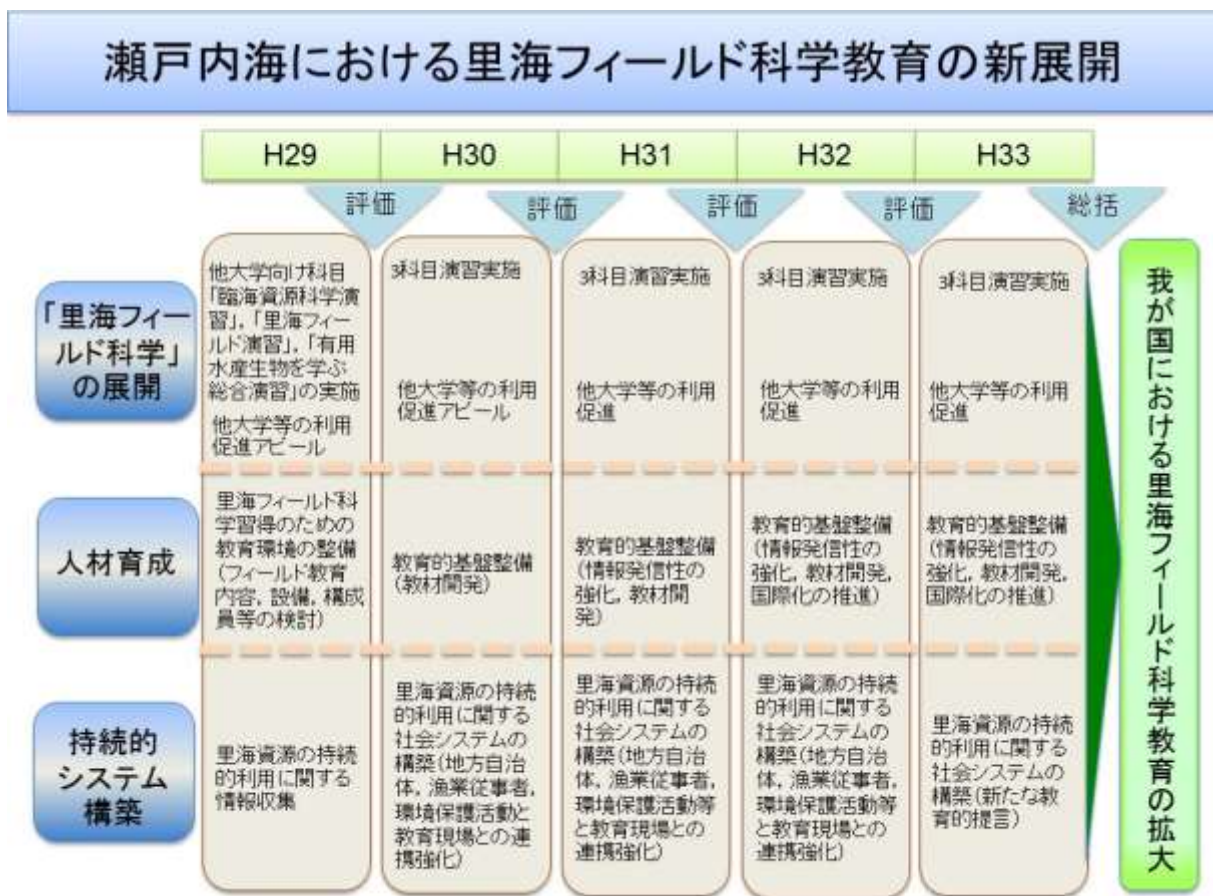 瀬戸内海における里海フィールド科学教育の新展開
H29
H30
H31
H32
H33
評価
評価
評価
評価
総括
「里海フィー
ルド科学」
の展開
他大学向け科目
「臨海資源科学演
習」,「里海フィー
ルド演習」,「有用
水産生物を学ぶ
総合演習」の実施
他大学等の利用
促進アピール
3科目演習実施
他大学等の利用
促進アピール
3科目演習実施
他大学等の利用
促進
3科目演習実施
他大学等の利用
促進
3科目演習実施
他大学等の利用
促進
人材育成
里海フィールド科
学習得のための
教育環境の整備
(フィールド教育
内容, 設備, 構成
員等の検討)
教育的基盤整備
(教材開発)
教育的基盤整備
(情報発信性の
強化, 教材開
発)
教育的基盤整備
(情報発信性の
強化, 教材開発,
国際化の推進)
教育的基盤整備
(情報発信性の
強化, 教材開発,
国際化の推進)
持続的
システム
構築
里海資源の持続
的利用に関する
情報収集
里海資源の持続
的利用に関する
社会システムの
構築(地方自治
体, 漁業従事者,
環境保護活動と
教育現場との連
携強化)
里海資源の持続
的利用に関する
社会システムの
構築(地方自治
体, 漁業従事者,
環境保護活動等
と教育現場との
連携強化)
里海資源の持続
的利用に関する
社会システムの
構築(地方自治
体, 漁業従事者,
環境保護活動等
と教育現場との
連携強化)
里海資源の持続
的利用に関する
社会システムの
構築(新たな教
育的提言)
我が国における里海フィールド科学教育の拡大